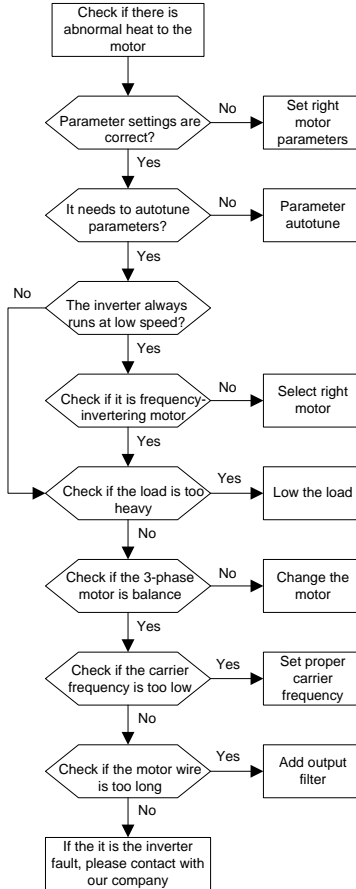 Check if there is
abnormal heat to the
motor
Parameter settings are
correct?
No
Set right
motor
parameters
Yes
It needs to autotune
parameters?
No
Parameter
autotune
Yes
No
The inverter always
runs at low speed?
Yes
Check if it is frequency-
invertering motor
No
Select right
motor
Yes
Check if the load is too
heavy
Yes
Low the load
No
Check if the 3-phase
motor is balance
No
Change the
motor
Yes
Check if the carrier
frequency is too low
Yes
Set proper
carrier
frequency
No
Check if the motor wire
is too long
Yes
Add output
filter
No
If the it is the inverter
fault, please contact with
our company